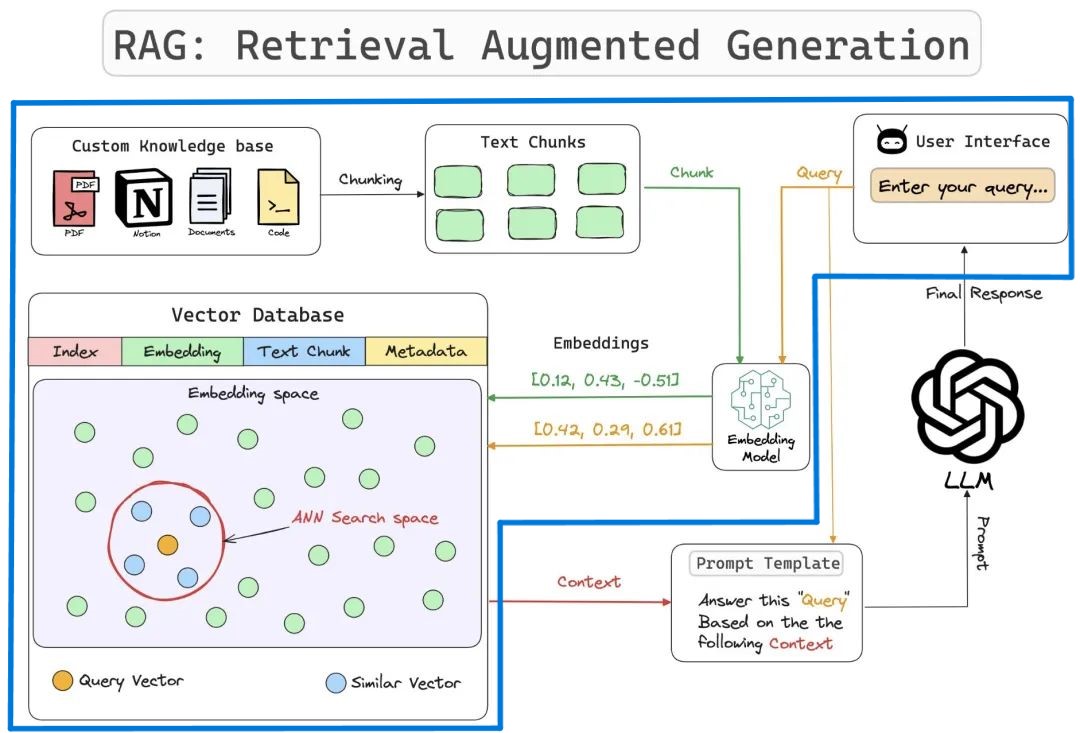 RAG: Retrieval Augmented Generation
Custom Knowledge base
PDF
PDF
N
Notion
Documents
>_
Code
Chunking
Text Chunks
Chunk
Query
User Interface
Enter your query...
Vector Database
Index
Embedding
Text Chunk
Metadata
Embedding space
ANN Search space
Query Vector
Similar Vector
Embeddings
[0.12, 0.43, -0.51]
[0.42, 0.29, 0.61]
Embedding
Model
Final Response
LLM
Prompt
Context
Prompt Template
Answer this "Query"
Based on the the
following Context